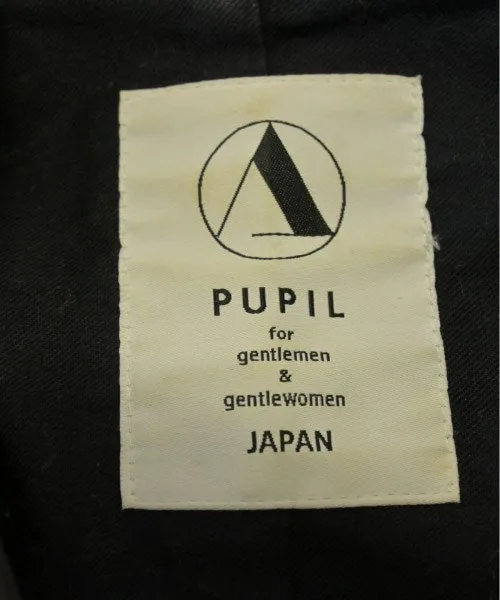 PUPIL
for
gentlemen
&
gentlewomen
JAPAN